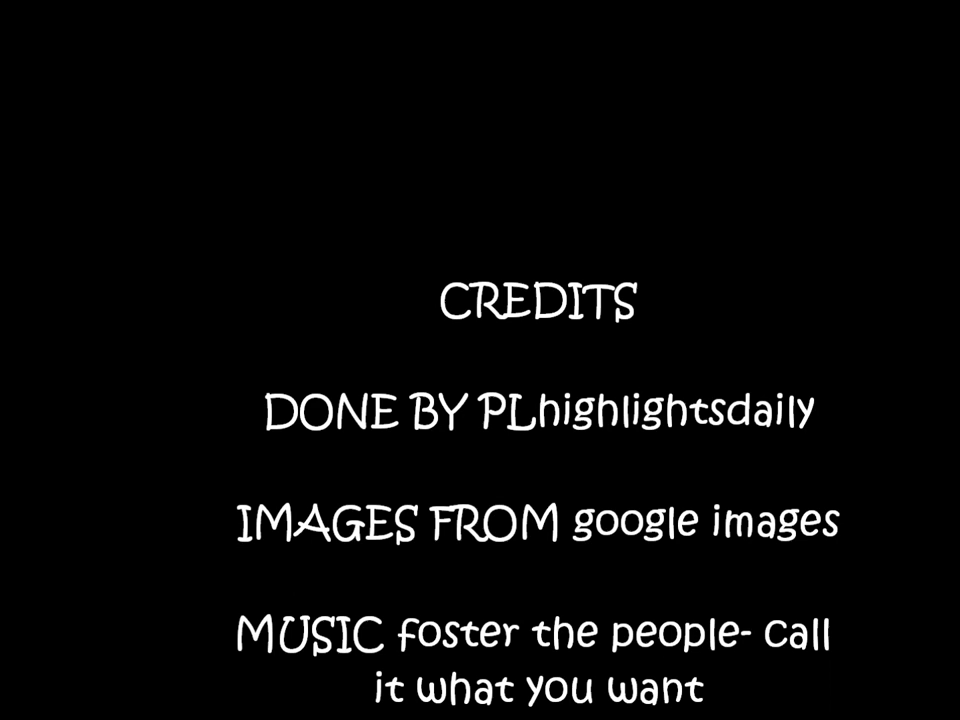 CREDITS
DONE BY PLhighlightsdaily
IMAGES FROM google images
MUSIC foster the people- call
it what you want